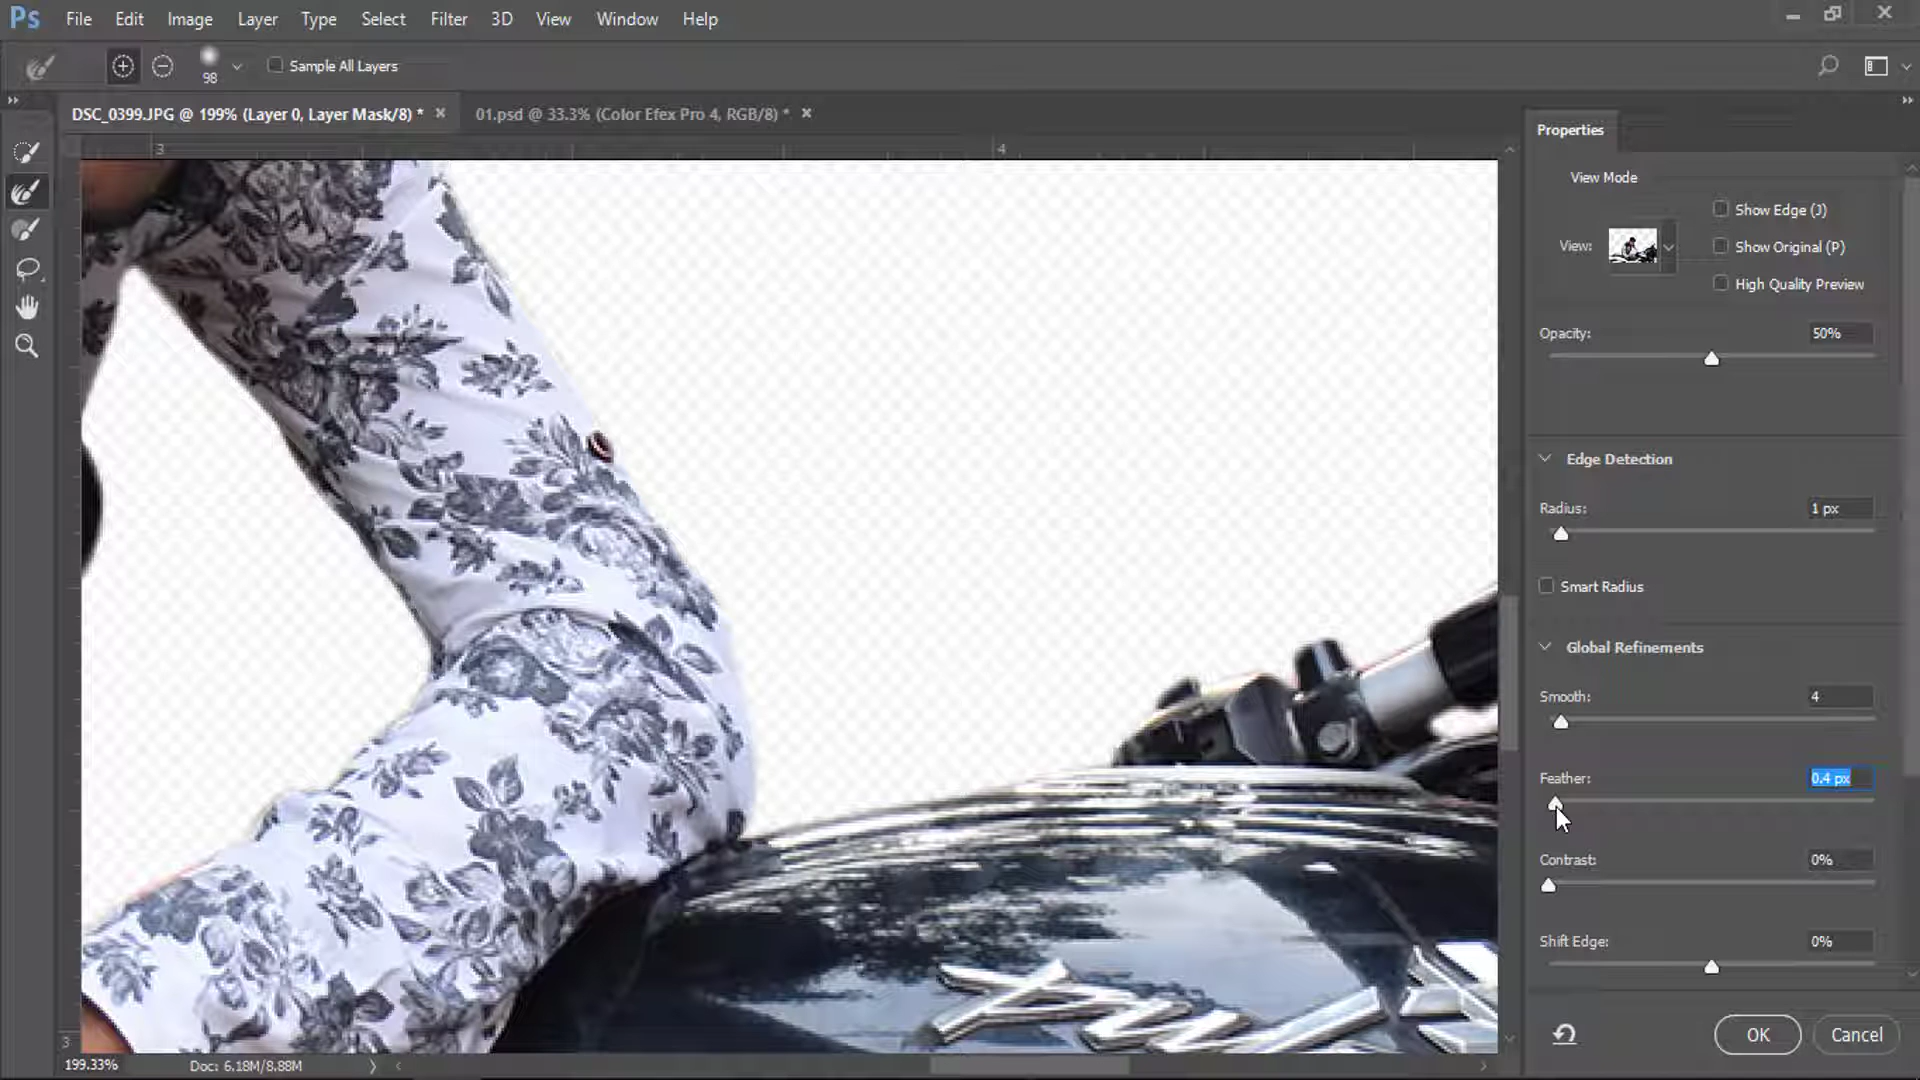 Ps File Edit Image Layer Type Select Filter 3D View Window Help
98 Sample All Layers
DSC_0399.JPG @ 199% (Layer 0, Layer Mask/8) * × 01.psd @ 33.3% (Color Efex Pro 4, RGB/8) * ×
3 4
Properties
View Mode
Show Edge (J)
View:
Show Original (P)
High Quality Preview
Opacity: 50%
Edge Detection
Radius: 1 px
Smart Radius
Global Refinements
Smooth: 4
Feather: 0.4 px
Contrast: 0%
Shift Edge: 0%
OK Cancel
3
199.33% Doc: 6.18M/8.88M